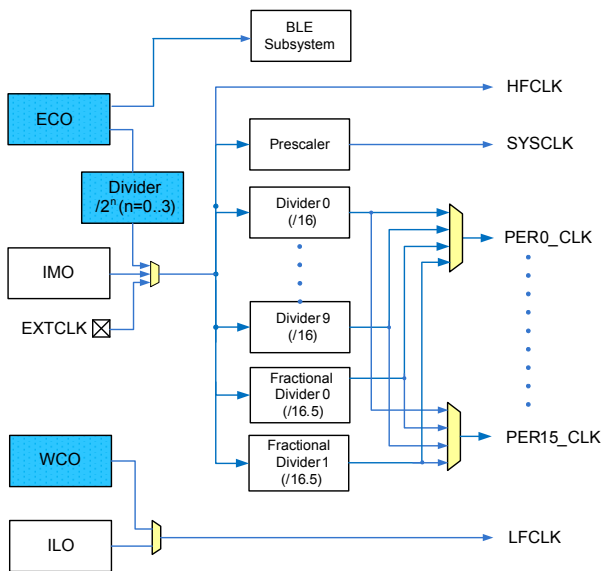 BLE
Subsystem
ECO
HFCLK
Prescaler
SYSCLK
Divider
/2ⁿ (n=0..3)
Divider 0
(/16)
PER0_CLK
IMO
EXTCLK
Divider 9
(/16)
Fractional
Divider 0
(/16.5)
WCO
Fractional
Divider 1
(/16.5)
PER15_CLK
ILO
LFCLK